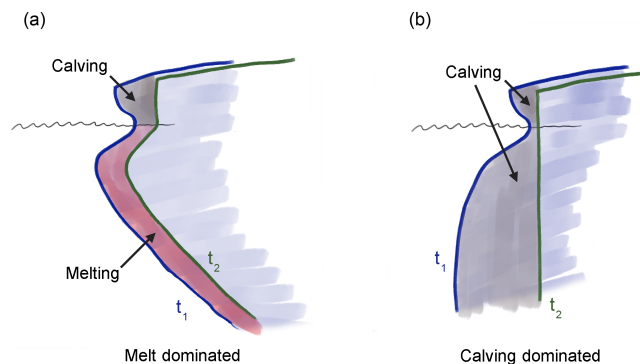 (a)
Calving
Melting
t2
t1
Melt dominated
(b)
Calving
t1
t2
Calving dominated